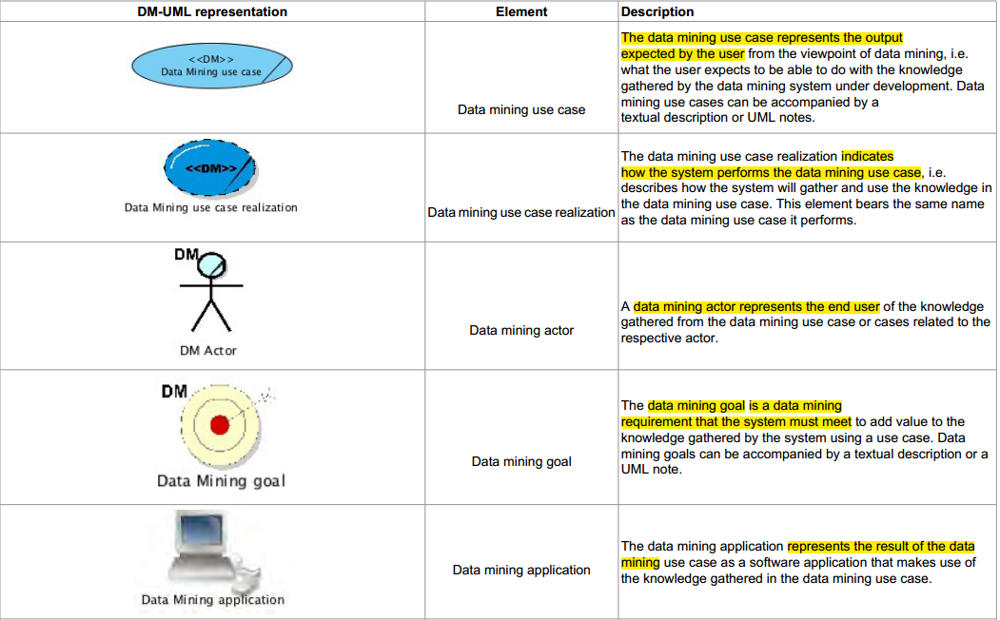 DM-UML representation Element Description
<<DM>>
Data Mining use case
Data mining use case
The data mining use case represents the output
expected by the user from the viewpoint of data mining, i.e.
what the user expects to be able to do with the knowledge
gathered by the data mining system under development. Data
mining use cases can be accompanied by a
textual description or UML notes.
<<DM>>
Data Mining use case realization
Data mining use case realization
The data mining use case realization indicates
how the system performs the data mining use case, i.e.
describes how the system will gather and use the knowledge in
the data mining use case. This element bears the same name
as the data mining use case it performs.
DM
DM Actor
Data mining actor
A data mining actor represents the end user of the knowledge
gathered from the data mining use case or cases related to the
respective actor.
DM
Data Mining goal
Data mining goal
The data mining goal is a data mining
requirement that the system must meet to add value to the
knowledge gathered by the system using a use case. Data
mining goals can be accompanied by a textual description or a
UML note.
Data Mining application
Data mining application
The data mining application represents the result of the data
mining use case as a software application that makes use of
the knowledge gathered in the data mining use case.